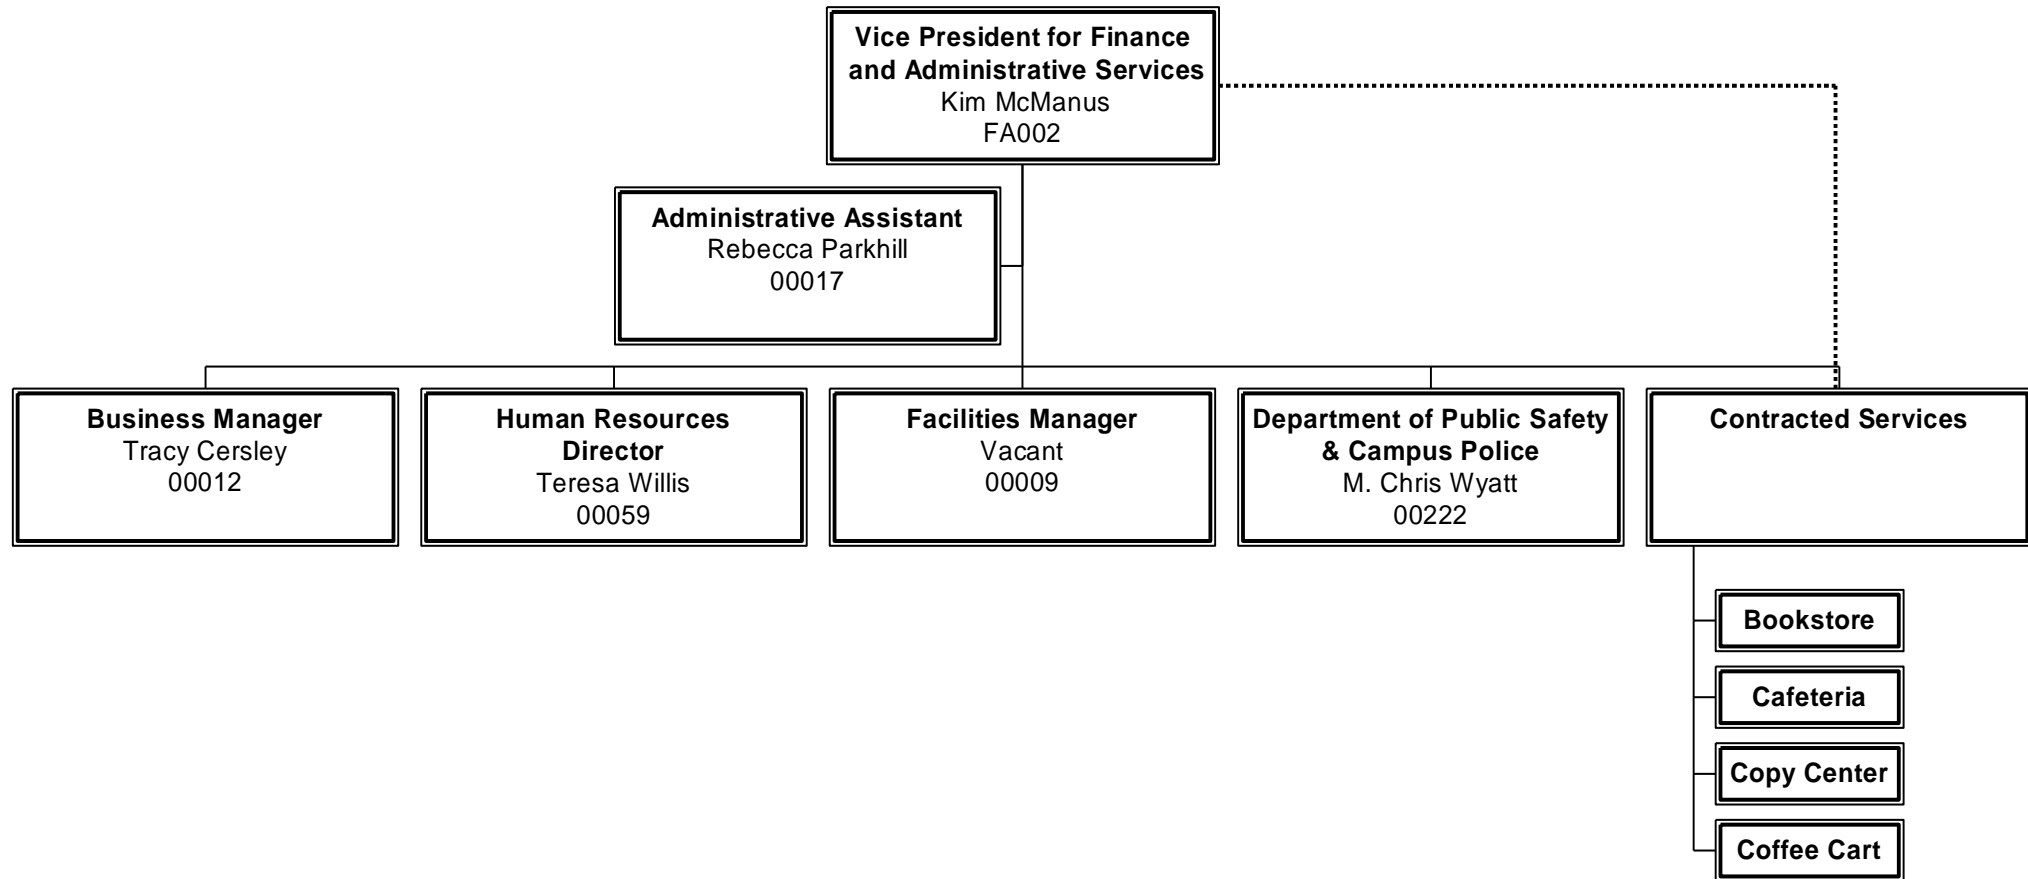 Vice President for Finance
and Administrative Services
Kim McManus
FA002
Administrative Assistant
Rebecca Parkhill
00017
Business Manager
Tracy Cersley
00012
Human Resources
Director
Teresa Willis
00059
Facilities Manager
Vacant
00009
Department of Public Safety
& Campus Police
M. Chris Wyatt
00222
Contracted Services
Bookstore
Cafeteria
Copy Center
Coffee Cart